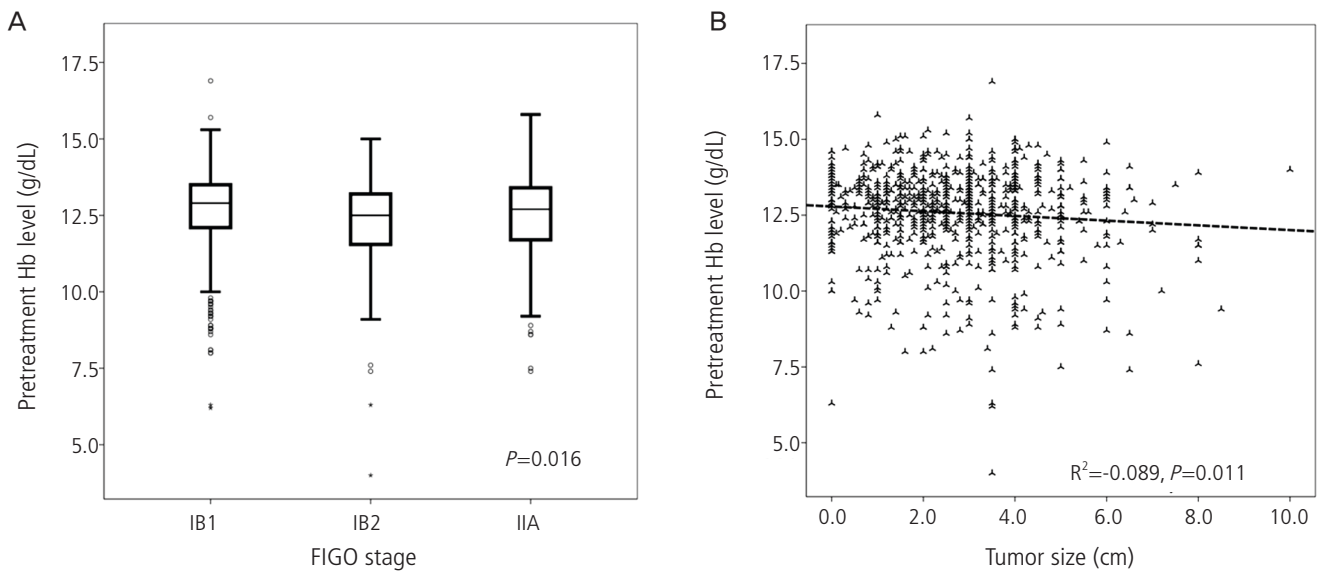 A
Pretreatment Hb level (g/dL)
17.5
15.0
12.5
10.0
7.5
5.0
P=0.016
IB1 IB2 IIA
FIGO stage
B
Pretreatment Hb level (g/dL)
17.5
15.0
12.5
10.0
7.5
5.0
R²=-0.089, P=0.011
0.0 2.0 4.0 6.0 8.0 10.0
Tumor size (cm)